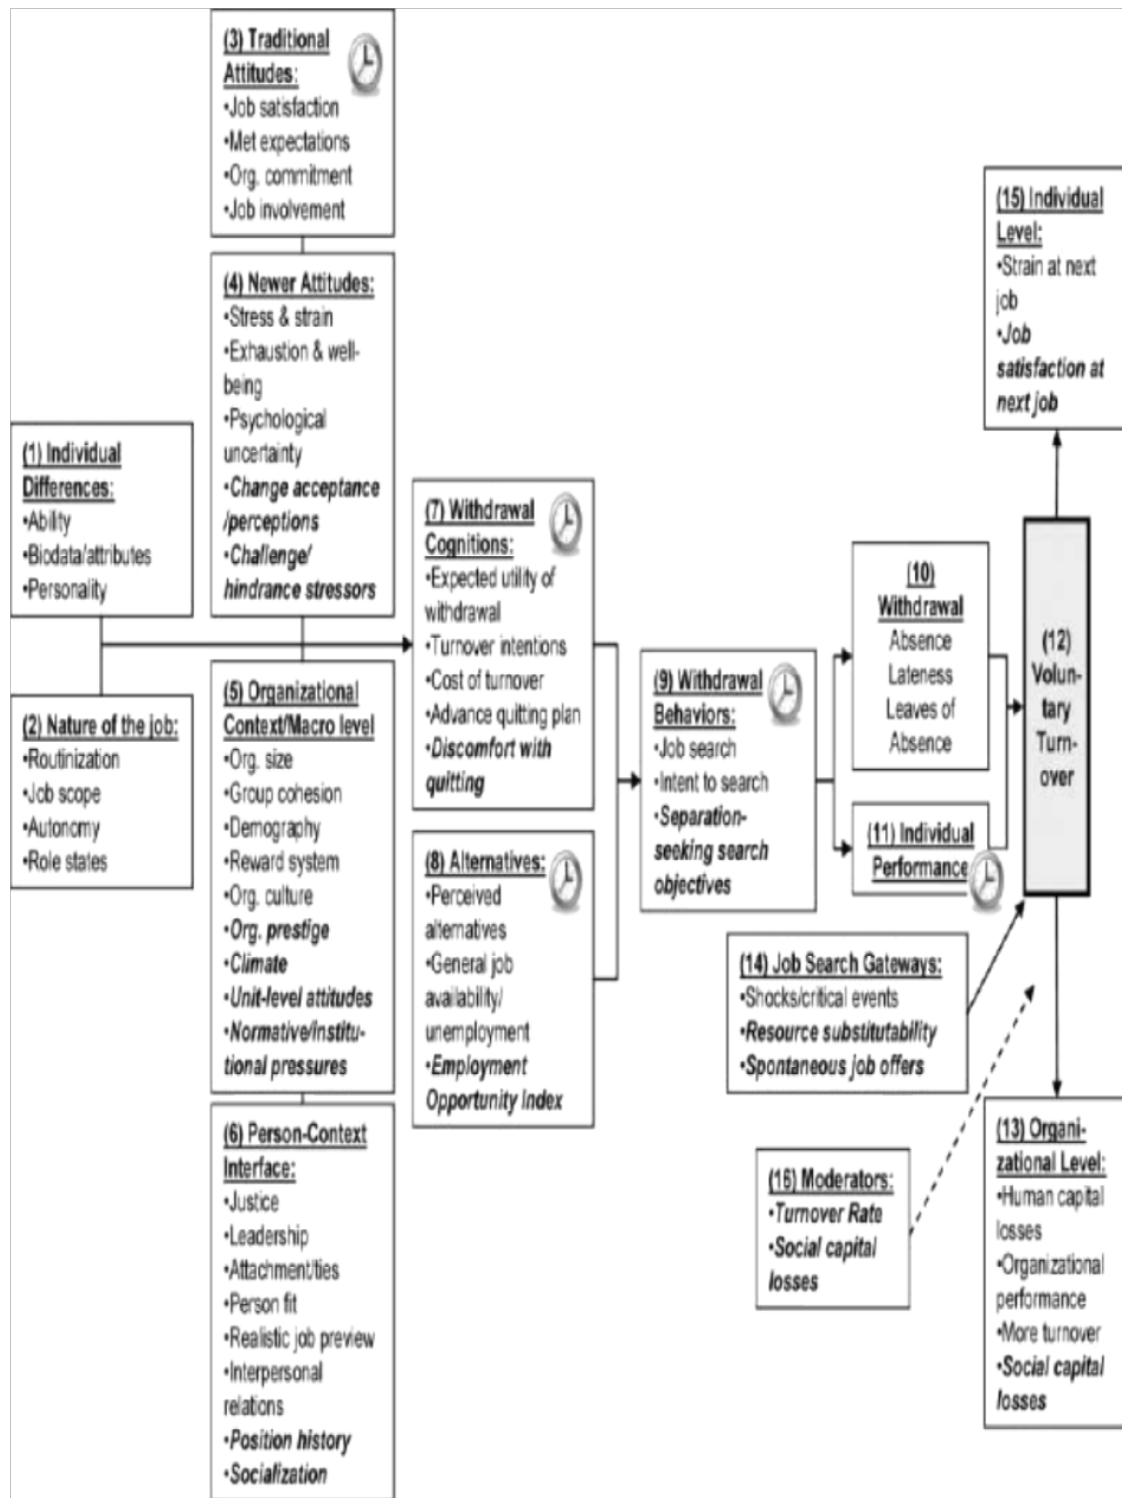 (3) Traditional
Attitudes:
•Job satisfaction
•Met expectations
•Org. commitment
•Job involvement
(4) Newer Attitudes:
•Stress & strain
•Exhaustion & well-
being
•Psychological
uncertainty
•Change acceptance
/perceptions
•Challenge/
hindrance stressors
(1) Individual
Differences:
•Ability
•Biodata/attributes
•Personality
(2) Nature of the job:
•Routinization
•Job scope
•Autonomy
•Role states
(5) Organizational
Context/Macro level
•Org. size
•Group cohesion
•Demography
•Reward system
•Org. culture
•Org. prestige
•Climate
•Unit-level attitudes
•Normative/institu-
tional pressures
(6) Person-Context
Interface:
•Justice
•Leadership
•Attachment/ties
•Person fit
•Realistic job preview
•Interpersonal
relations
•Position history
•Socialization
(7) Withdrawal
Cognitions:
•Expected utility of
withdrawal
•Turnover intentions
•Cost of turnover
•Advance quitting plan
•Discomfort with
quitting
(8) Alternatives:
•Perceived
alternatives
•General job
availability/
unemployment
•Employment
Opportunity Index
(9) Withdrawal
Behaviors:
•Job search
•Intent to search
•Separation-
seeking search
objectives
(10)
Withdrawal
Absence
Lateness
Leaves of
Absence
(11) Individual
Performance
(12)
Volun-
tary
Turn-
over
(14) Job Search Gateways:
•Shocks/critical events
•Resource substitutability
•Spontaneous job offers
(16) Moderators:
•Turnover Rate
•Social capital
losses
(15) Individual
Level:
•Strain at next
job
•Job
satisfaction at
next job
(13) Organi-
zational Level:
•Human capital
losses
•Organizational
performance
•More turnover
•Social capital
losses